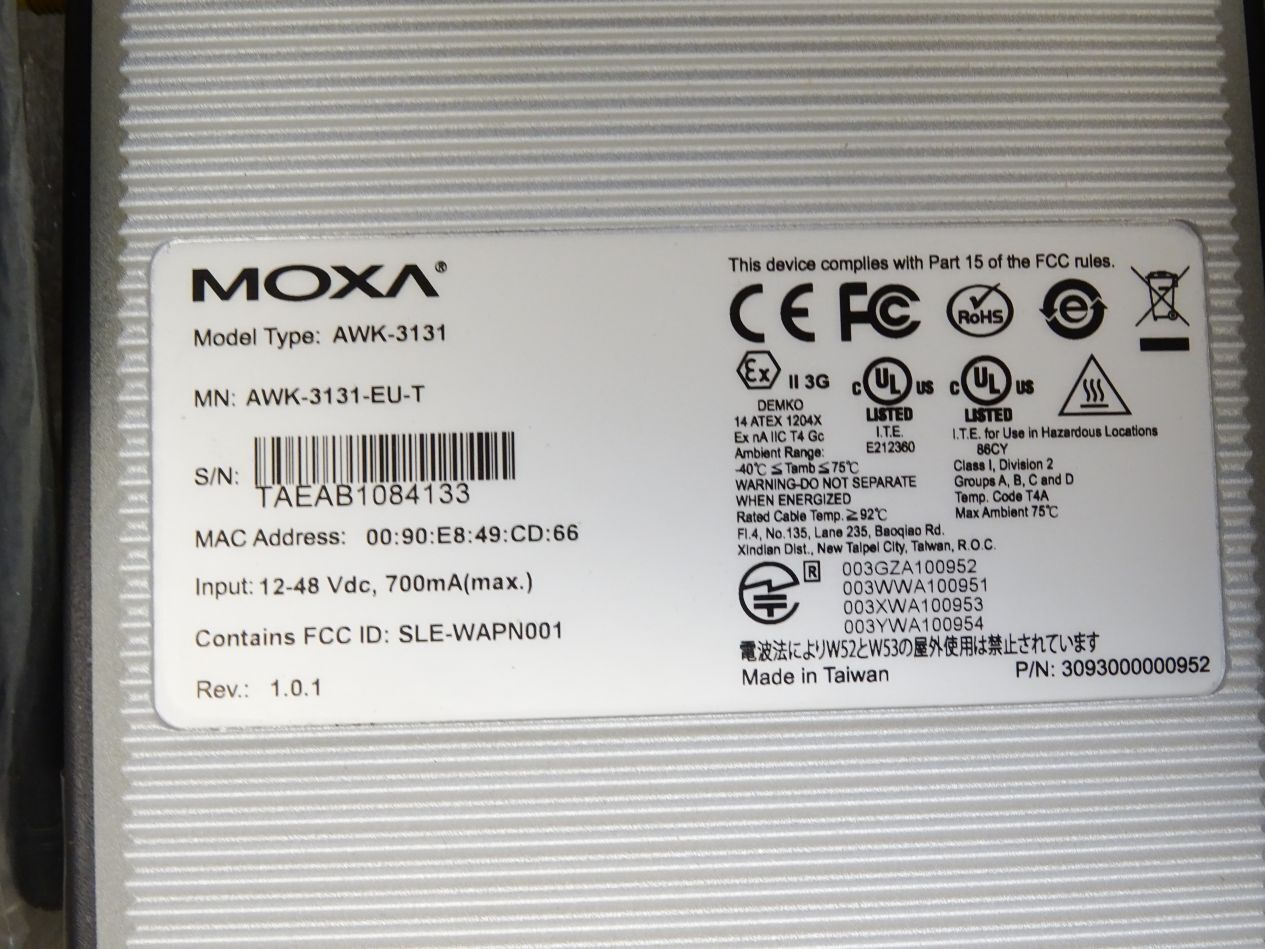 MOXA®
Model Type: AWK-3131
MN: AWK-3131-EU-T
S/N:
TAEAB1084133
MAC Address: 00:90:E8:49:CD:66
Input: 12-48 Vdc, 700mA(max.)
Contains FCC ID: SLE-WAPN001
Rev.: 1.0.1
This device complies with Part 15 of the FCC rules.
CE FC RoHS e
Ex II 3G
DEMKO
14 ATEX 1204X
Ex nA IIC T4 Gc
Ambient Range:
-40℃ ≦ Tamb ≦ 75℃
WARNING-DO NOT SEPARATE
WHEN ENERGIZED
Rated Cable Temp. ≧ 92℃
c UL US
LISTED
I.T.E.
E212360
c UL US
LISTED
I.T.E. for Use in Hazardous Locations
86CY
Class I, Division 2
Groups A, B, C and D
Temp. Code T4A
Max Ambient 75℃
Fl.4, No.135, Lane 235, Baoqiao Rd.
Xindian Dist., New Taipei City, Taiwan, R.O.C.
R 003GZA100952
003WWA100951
003XWA100953
003YWA100954
電波法によりW52とW53の屋外使用は禁止されています
Made in Taiwan
P/N: 3093000000952